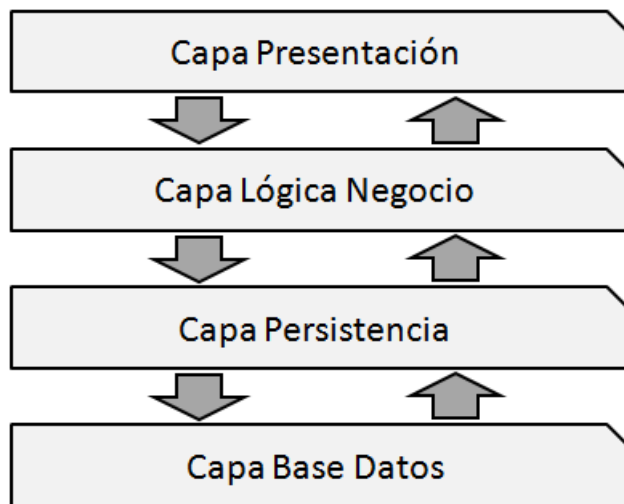 Capa Presentación
Capa Lógica Negocio
Capa Persistencia
Capa Base Datos